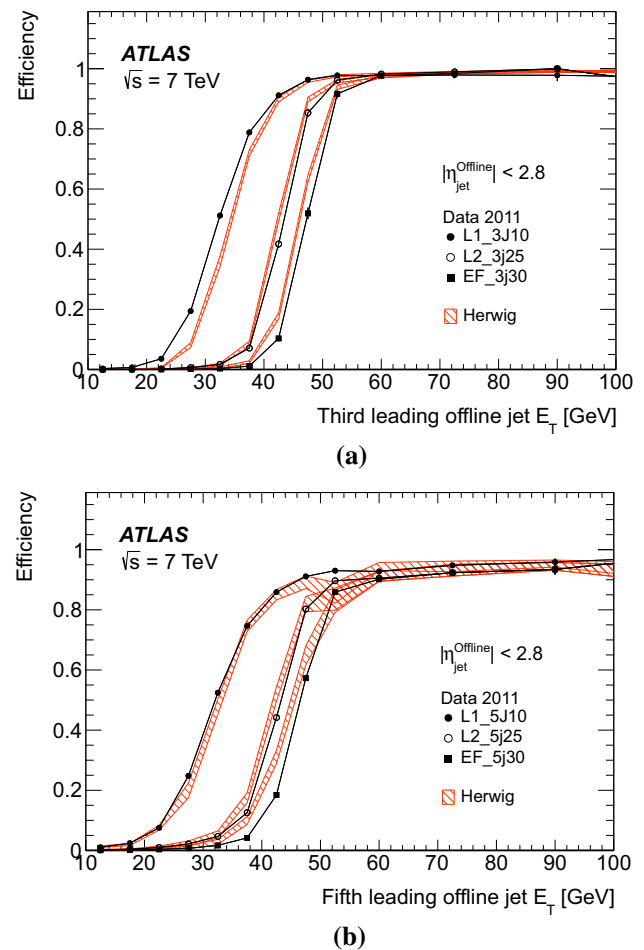 Efficiency
ATLAS
√s = 7 TeV
1
0.8
0.6
0.4
0.2
0
|η_jet^Offline| < 2.8
Data 2011
L1_3J10
L2_3j25
EF_3j30
Herwig
10 20 30 40 50 60 70 80 90 100
Third leading offline jet E_T [GeV]
(a)
Efficiency
ATLAS
√s = 7 TeV
1
0.8
0.6
0.4
0.2
0
|η_jet^Offline| < 2.8
Data 2011
L1_5J10
L2_5j25
EF_5j30
Herwig
10 20 30 40 50 60 70 80 90 100
Fifth leading offline jet E_T [GeV]
(b)